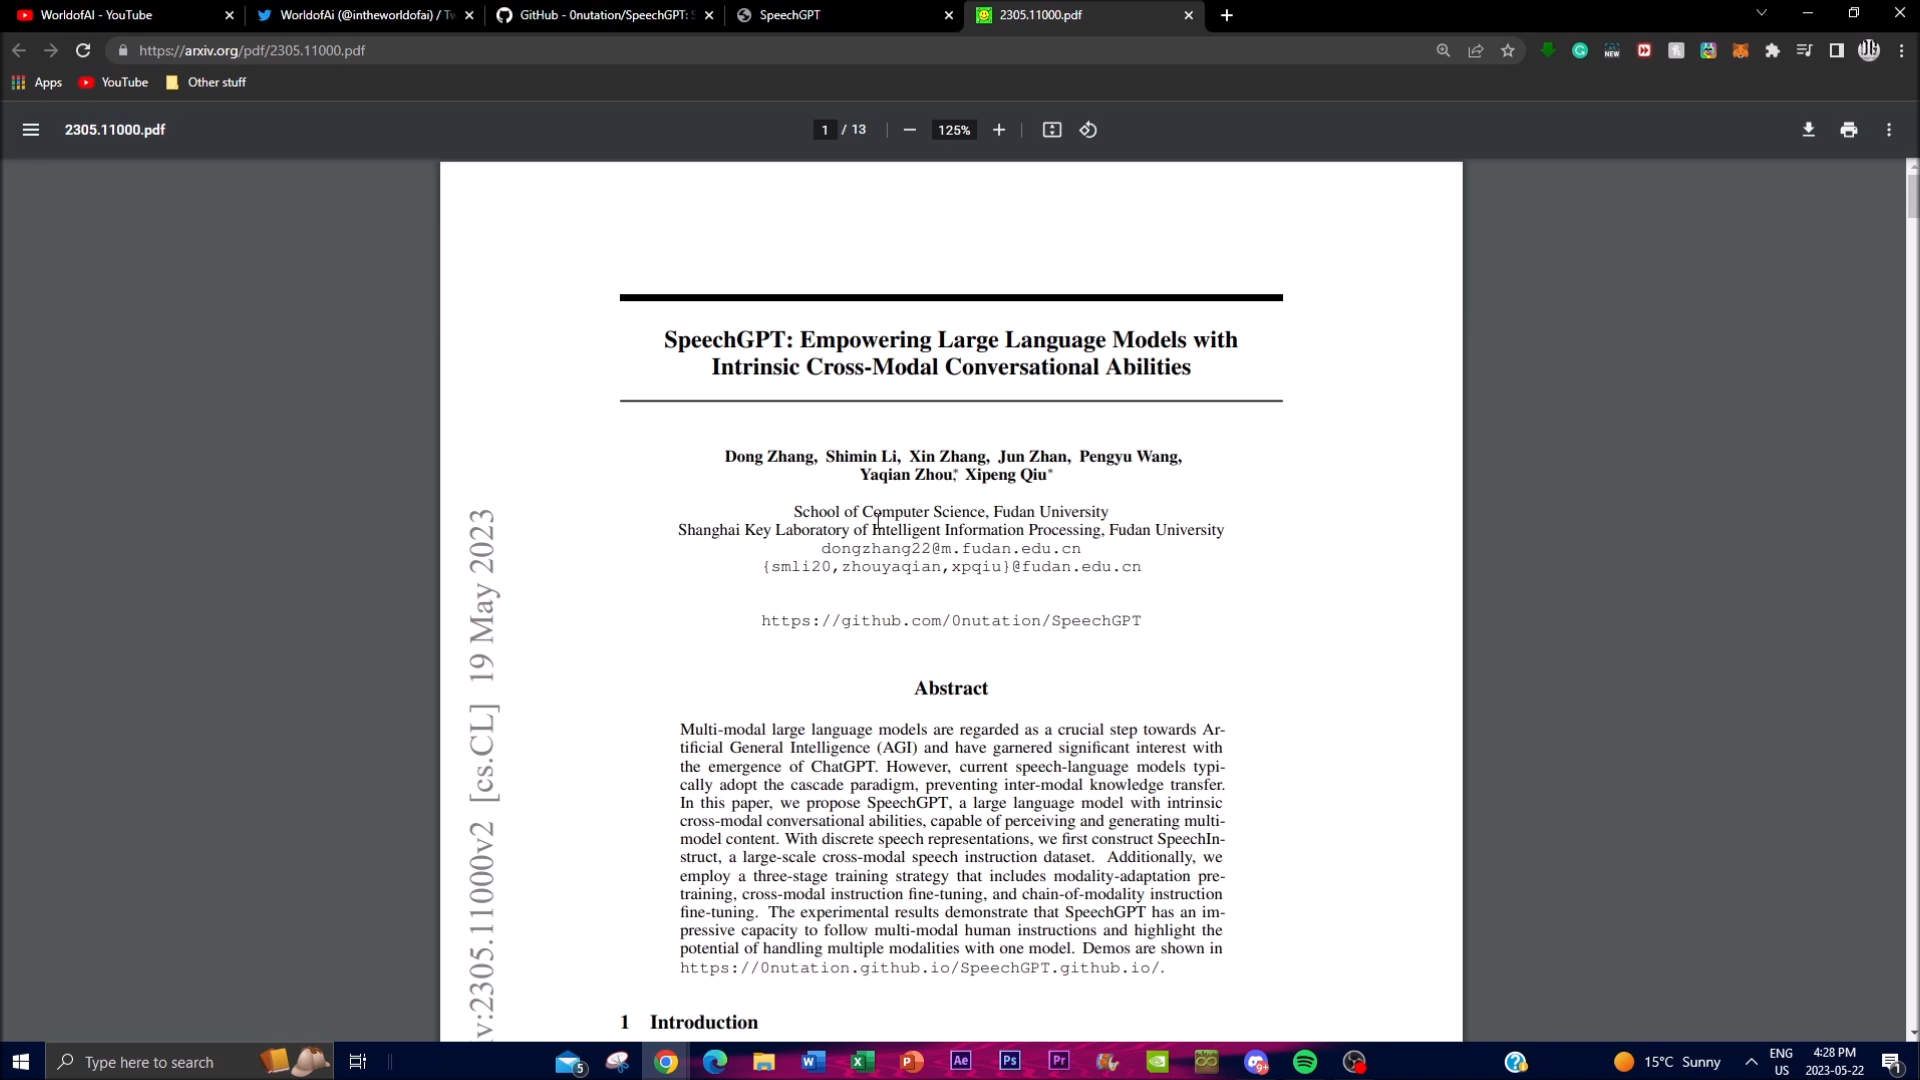 WorldofAI - YouTube
WorldofAi (@intheworldofai) / Tw
GitHub - 0nutation/SpeechGPT: S
SpeechGPT
2305.11000.pdf
https://arxiv.org/pdf/2305.11000.pdf
NEW
Apps
YouTube
Other stuff
2305.11000.pdf
1 / 13
125%
SpeechGPT: Empowering Large Language Models with
Intrinsic Cross-Modal Conversational Abilities
Dong Zhang, Shimin Li, Xin Zhang, Jun Zhan, Pengyu Wang,
Yaqian Zhou,* Xipeng Qiu*
School of Computer Science, Fudan University
Shanghai Key Laboratory of Intelligent Information Processing, Fudan University
dongzhang22@m.fudan.edu.cn
{smli20,zhouyaqian,xpqiu}@fudan.edu.cn
https://github.com/0nutation/SpeechGPT
v:2305.11000v2 [cs.CL] 19 May 2023
Abstract
Multi-modal large language models are regarded as a crucial step towards Ar-
tificial General Intelligence (AGI) and have garnered significant interest with
the emergence of ChatGPT. However, current speech-language models typi-
cally adopt the cascade paradigm, preventing inter-modal knowledge transfer.
In this paper, we propose SpeechGPT, a large language model with intrinsic
cross-modal conversational abilities, capable of perceiving and generating multi-
model content. With discrete speech representations, we first construct SpeechIn-
struct, a large-scale cross-modal speech instruction dataset. Additionally, we
employ a three-stage training strategy that includes modality-adaptation pre-
training, cross-modal instruction fine-tuning, and chain-of-modality instruction
fine-tuning. The experimental results demonstrate that SpeechGPT has an im-
pressive capacity to follow multi-modal human instructions and highlight the
potential of handling multiple modalities with one model. Demos are shown in
https://0nutation.github.io/SpeechGPT.github.io/.
1 Introduction
Type here to search
5
W
X
P
Ae
Ps
Pr
9+
15°C Sunny
ENG
US
4:28 PM
2023-05-22
1